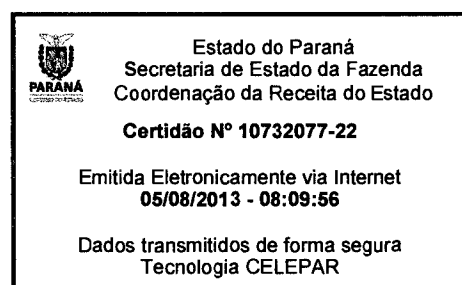 Estado do Paraná
Secretaria de Estado da Fazenda
PARANÁ
Coordenação da Receita do Estado
Certidão Nº 10732077-22
Emitida Eletronicamente via Internet
05/08/2013 - 08:09:56
Dados transmitidos de forma segura
Tecnologia CELEPAR